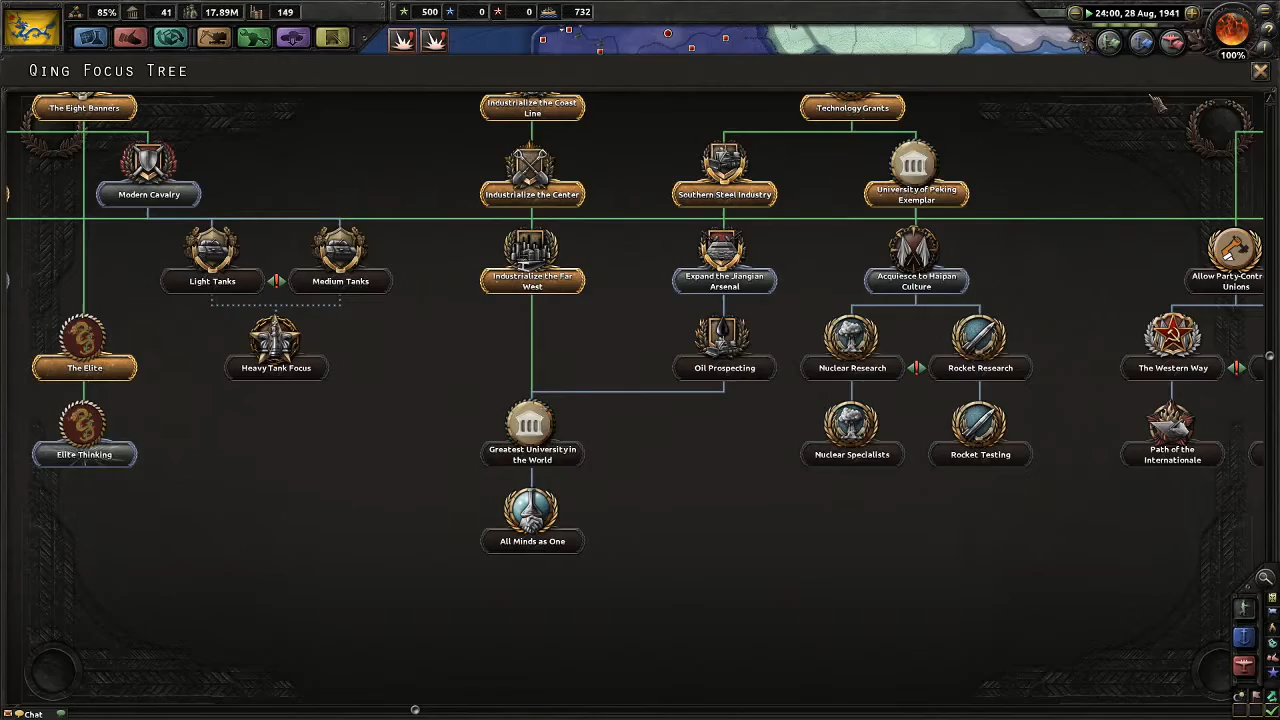 85%
41
17.89M
149
500
0
0
732
24:00, 28 Aug, 1941
100%
Qing Focus Tree
The Eight Banners
Industrialize the Coast
Line
Technology Grants
Modern Cavalry
Industrialize the Center
Southern Steel Industry
University of Peking
Exemplar
Light Tanks
Medium Tanks
Industrialize the Far
West
Expand the Jiangian
Arsenal
Acquiesce to Haipan
Culture
Allow Party-Contr
Unions
The Elite
Heavy Tank Focus
Oil Prospecting
Nuclear Research
Rocket Research
The Western Way
Elite Thinking
Greatest University in
the World
Nuclear Specialists
Rocket Testing
Path of the
Internationale
All Minds as One
Chat